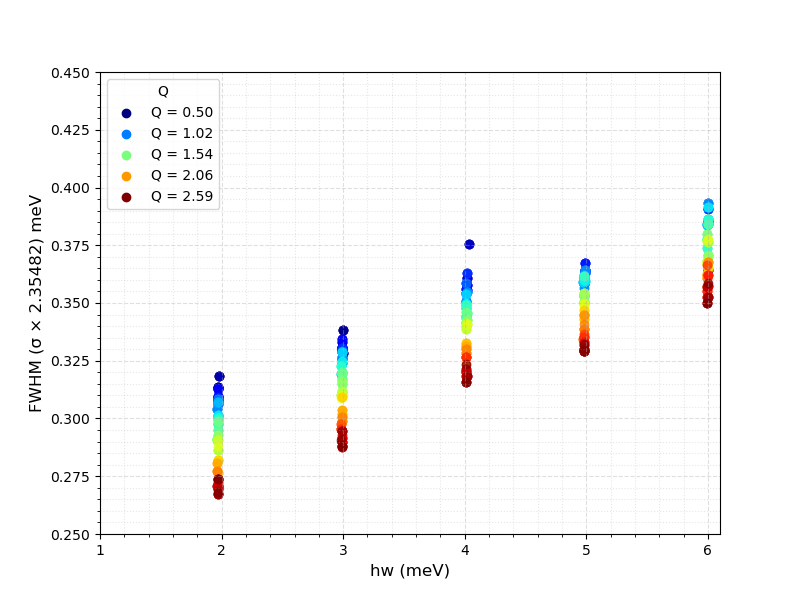 0.450
0.425
0.400
0.375
0.350
0.325
0.300
0.275
0.250
FWHM (σ × 2.35482) meV
Q
Q = 0.50
Q = 1.02
Q = 1.54
Q = 2.06
Q = 2.59
1 2 3 4 5 6
hw (meV)